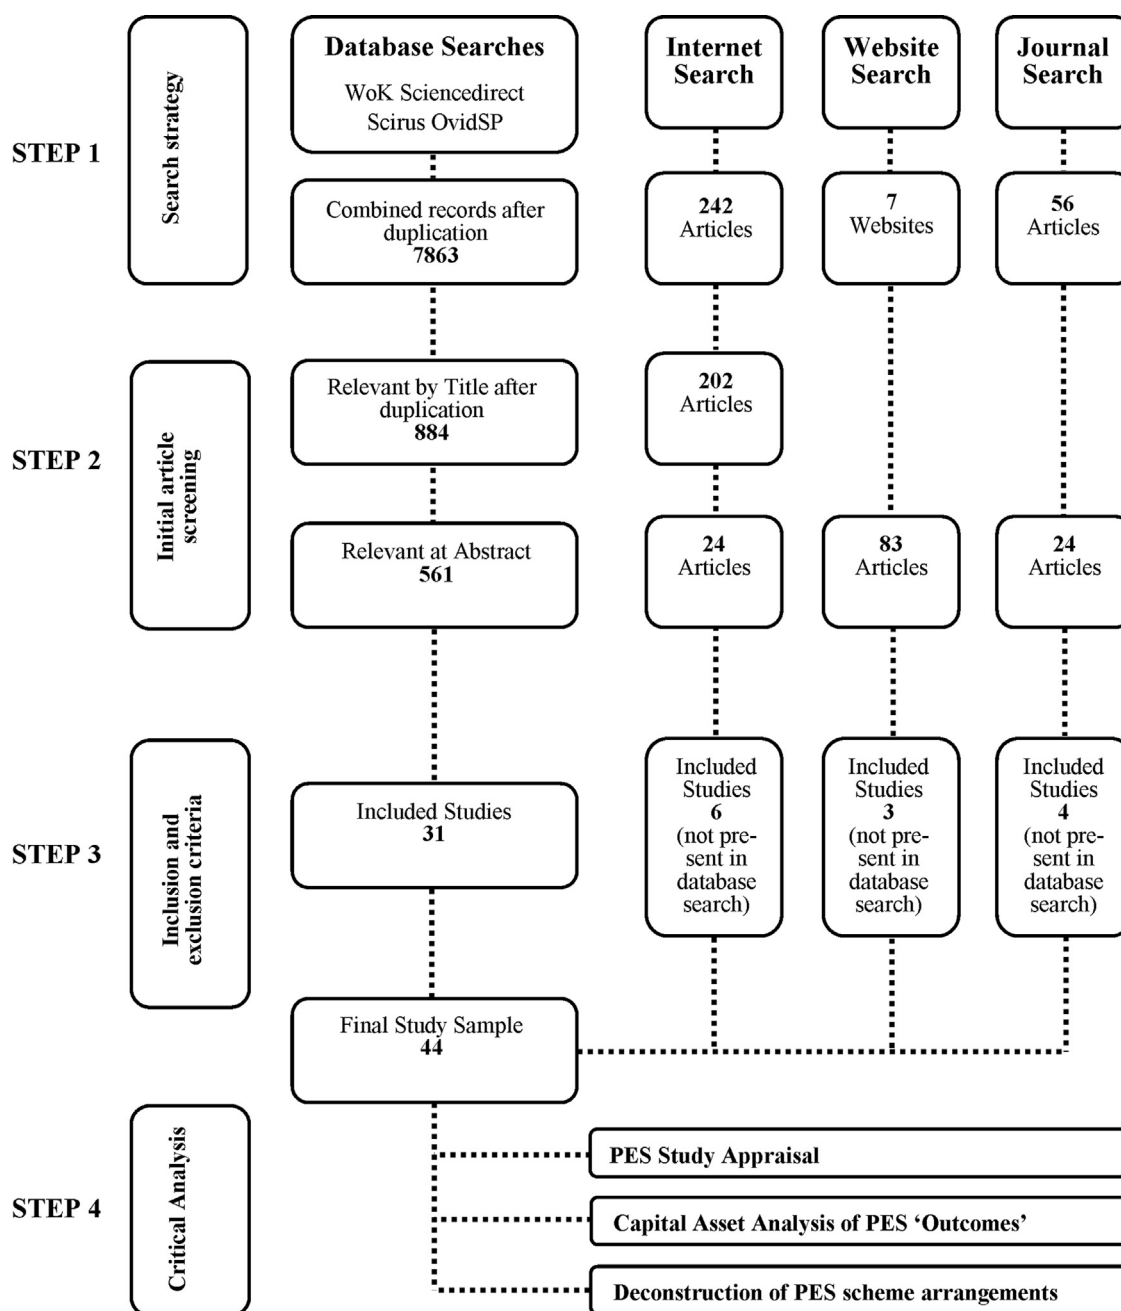 STEP 1
Search strategy
Database Searches
WoK Sciencedirect
Scirus OvidSP
Internet
Search
Website
Search
Journal
Search
Combined records after
duplication
7863
242
Articles
7
Websites
56
Articles
STEP 2
Initial article
screening
Relevant by Title after
duplication
884
202
Articles
Relevant at Abstract
561
24
Articles
83
Articles
24
Articles
STEP 3
Inclusion and
exclusion criteria
Included Studies
31
Included
Studies
6
(not pre-
sent in
database
search)
Included
Studies
3
(not pre-
sent in
database
search)
Included
Studies
4
(not pre-
sent in
database
search)
Final Study Sample
44
STEP 4
Critical Analysis
PES Study Appraisal
Capital Asset Analysis of PES ‘Outcomes’
Deconstruction of PES scheme arrangements